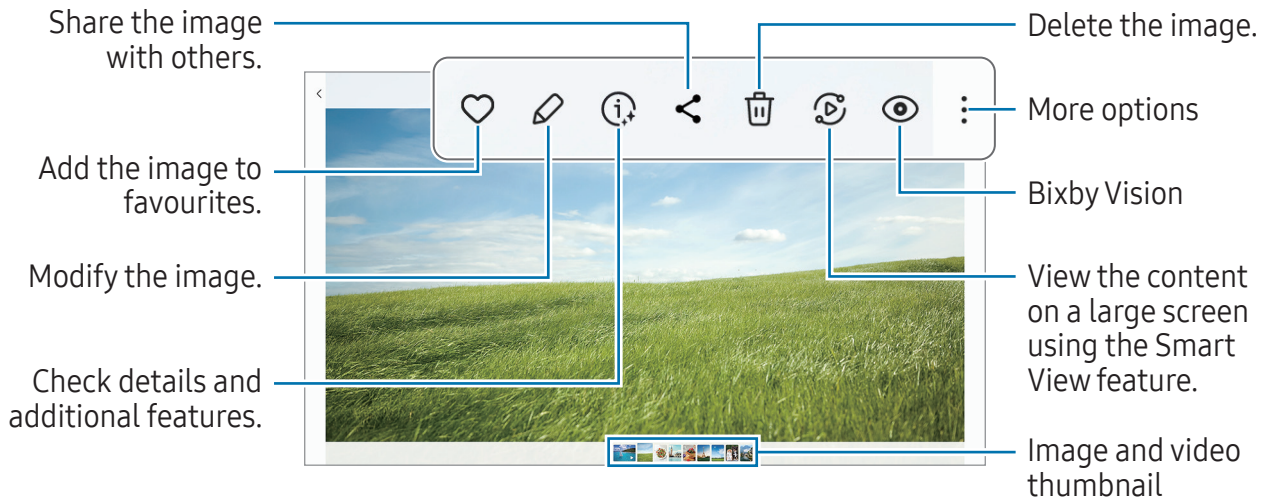 Share the image
with others.
Add the image to
favourites.
Modify the image.
Check details and
additional features.
Delete the image.
More options
Bixby Vision
View the content
on a large screen
using the Smart
View feature.
Image and video
thumbnail